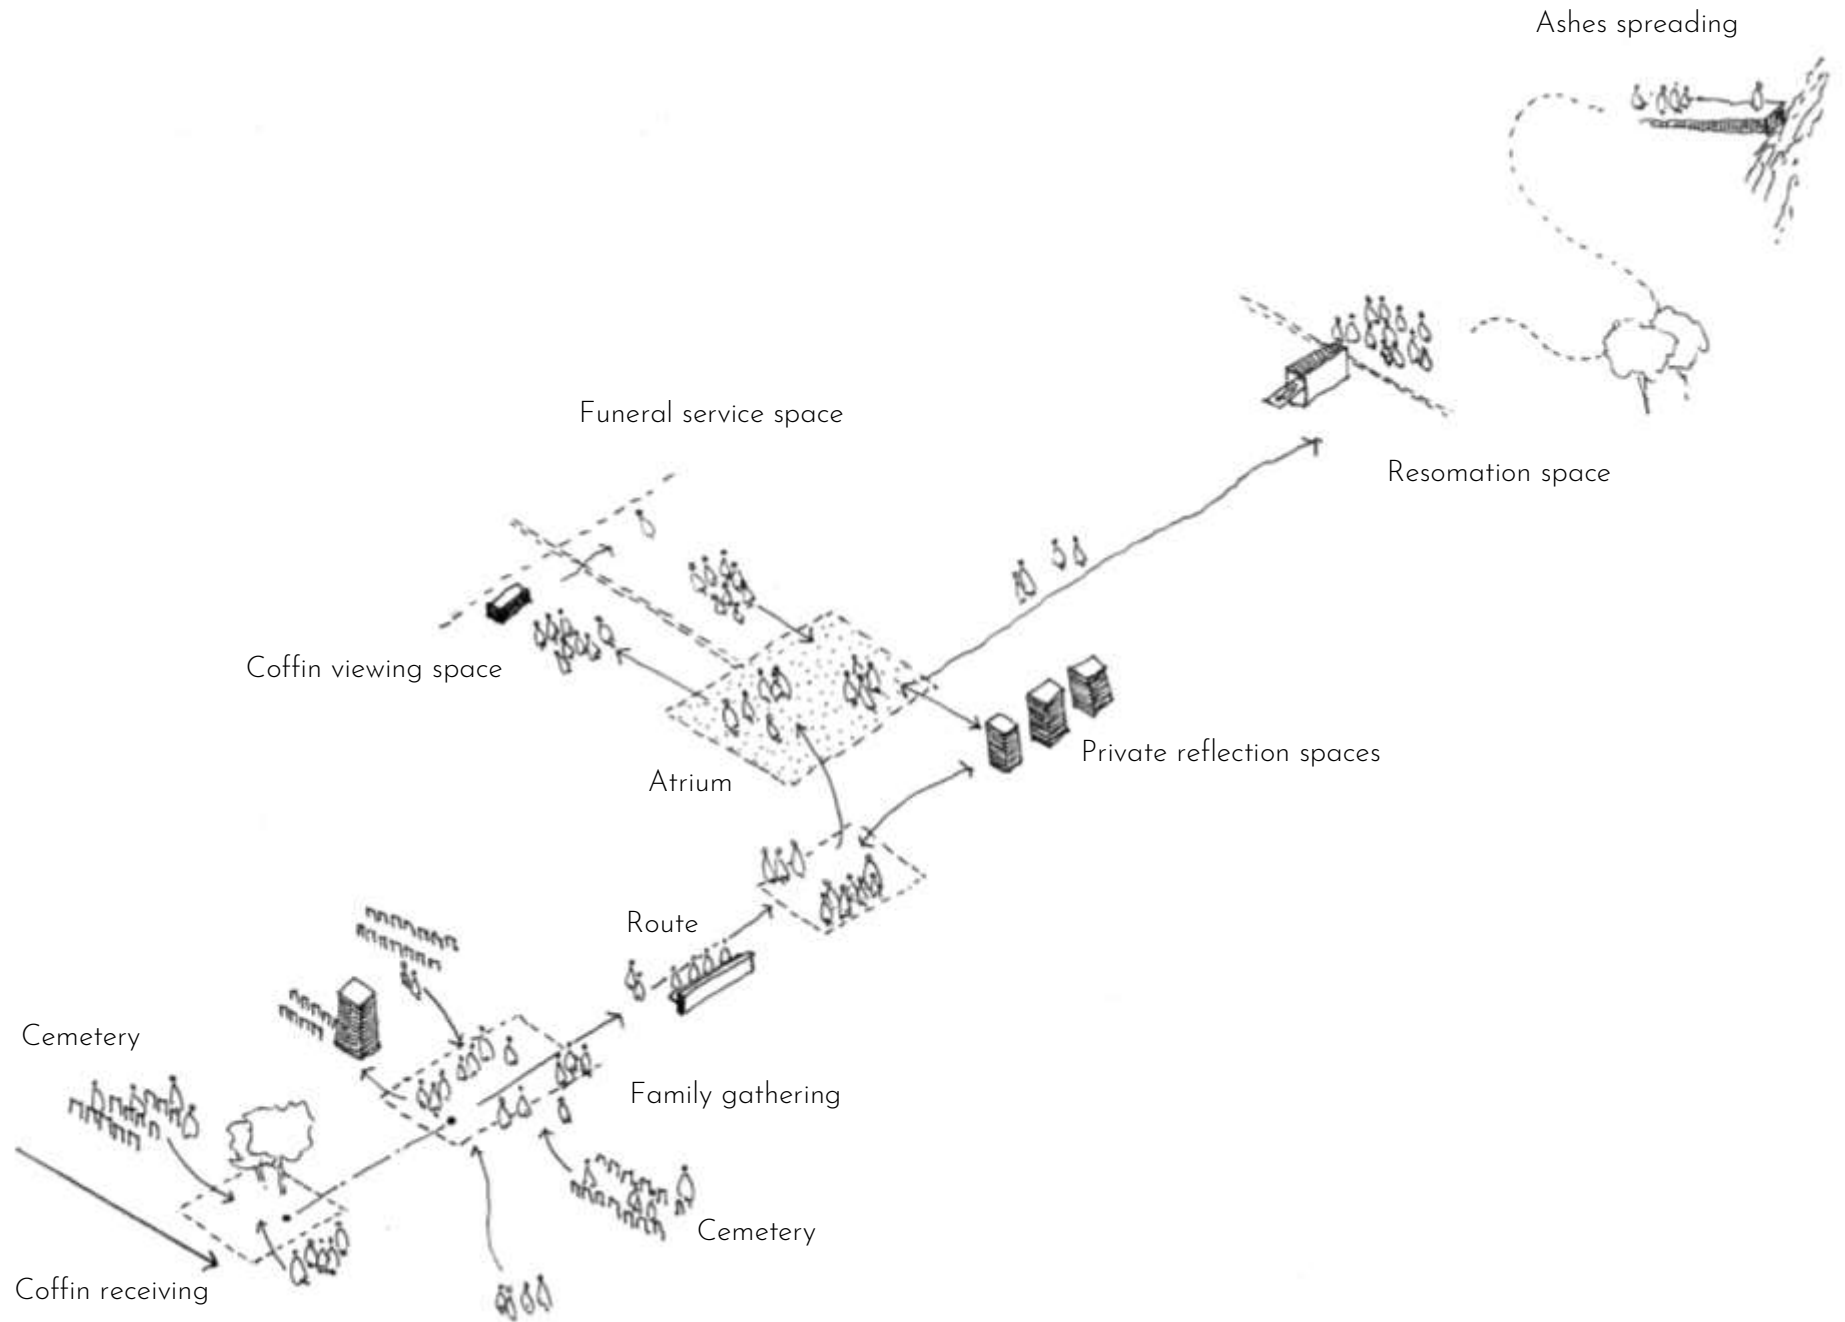 Ashes spreading
Funeral service space
Resomation space
Coffin viewing space
Private reflection spaces
Atrium
Route
Cemetery
Family gathering
Cemetery
Coffin receiving